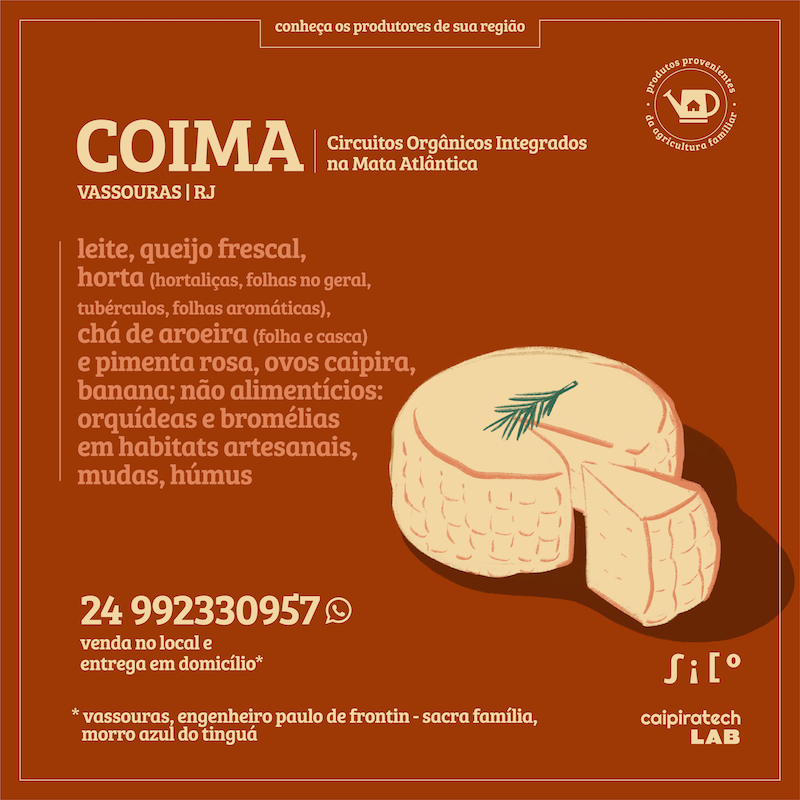 conheça os produtores de sua região
produtos provenientes
da agricultura familiar
COIMA
Circuitos Orgânicos Integrados
na Mata Atlântica
VASSOURAS | RJ
leite, queijo frescal,
horta (hortaliças, folhas no geral,
tubérculos, folhas aromáticas),
chá de aroeira (folha e casca)
e pimenta rosa, ovos caipira,
banana; não alimentícios:
orquídeas e bromélias
em habitats artesanais,
mudas, húmus
24 992330957
venda no local e
entrega em domicílio*
* vassouras, engenheiro paulo de frontin - sacra família,
morro azul do tinguá
caipiratech
LAB